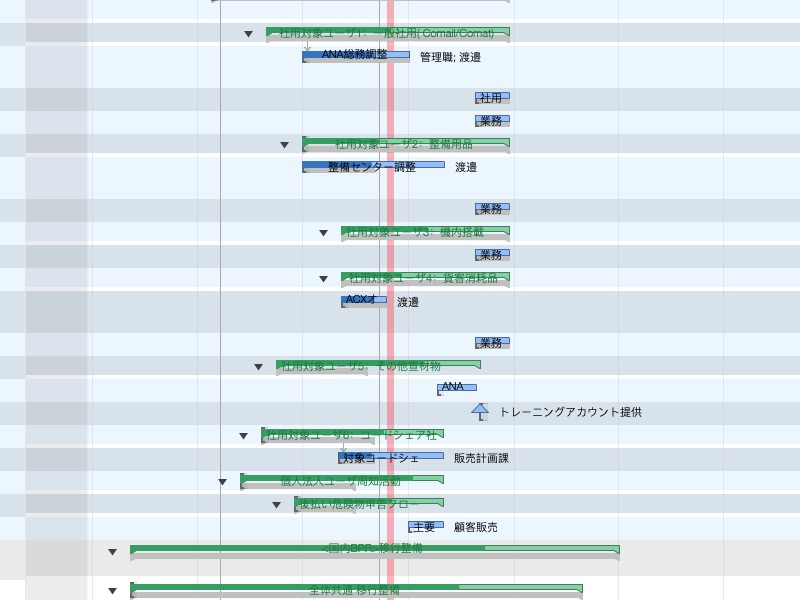 社用対象ユーザ1: 一般社用( Comail/Comat)
ANA総務調整 管理職; 渡邉
社用
業務
社用対象ユーザ2: 整備用品
整備センター調整 渡邉
業務
社用対象ユーザ3: 機内搭載
業務
社用対象ユーザ4: 貨客消耗品
ACXオ 渡邉
業務
社用対象ユーザ5: その他宣材物
ANA
トレーニングアカウント提供
社用対象ユーザ6: コードシェア社
対象コードシェ 販売計画課
個人法人ユーザ周知活動
後払い危険物申告フロー
主要 顧客販売
<国内BPR>移行整備
全体共通 移行整備